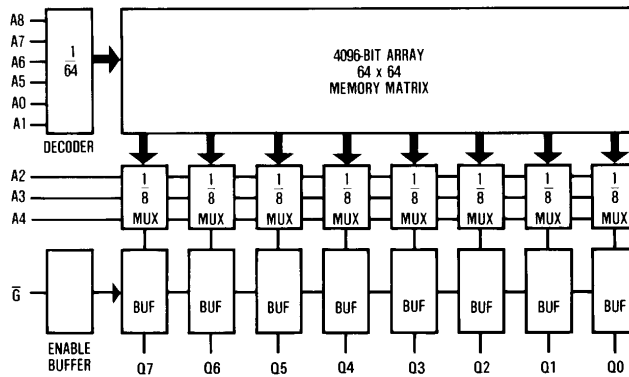 A8
A7
A6
A5
A0
A1
1
64
DECODER
4096-BIT ARRAY
64 x 64
MEMORY MATRIX
A2
A3
A4
1
8
MUX
1
8
MUX
1
8
MUX
1
8
MUX
1
8
MUX
1
8
MUX
1
8
MUX
1
8
MUX
G̅
ENABLE
BUFFER
BUF
BUF
BUF
BUF
BUF
BUF
BUF
BUF
Q7
Q6
Q5
Q4
Q3
Q2
Q1
Q0